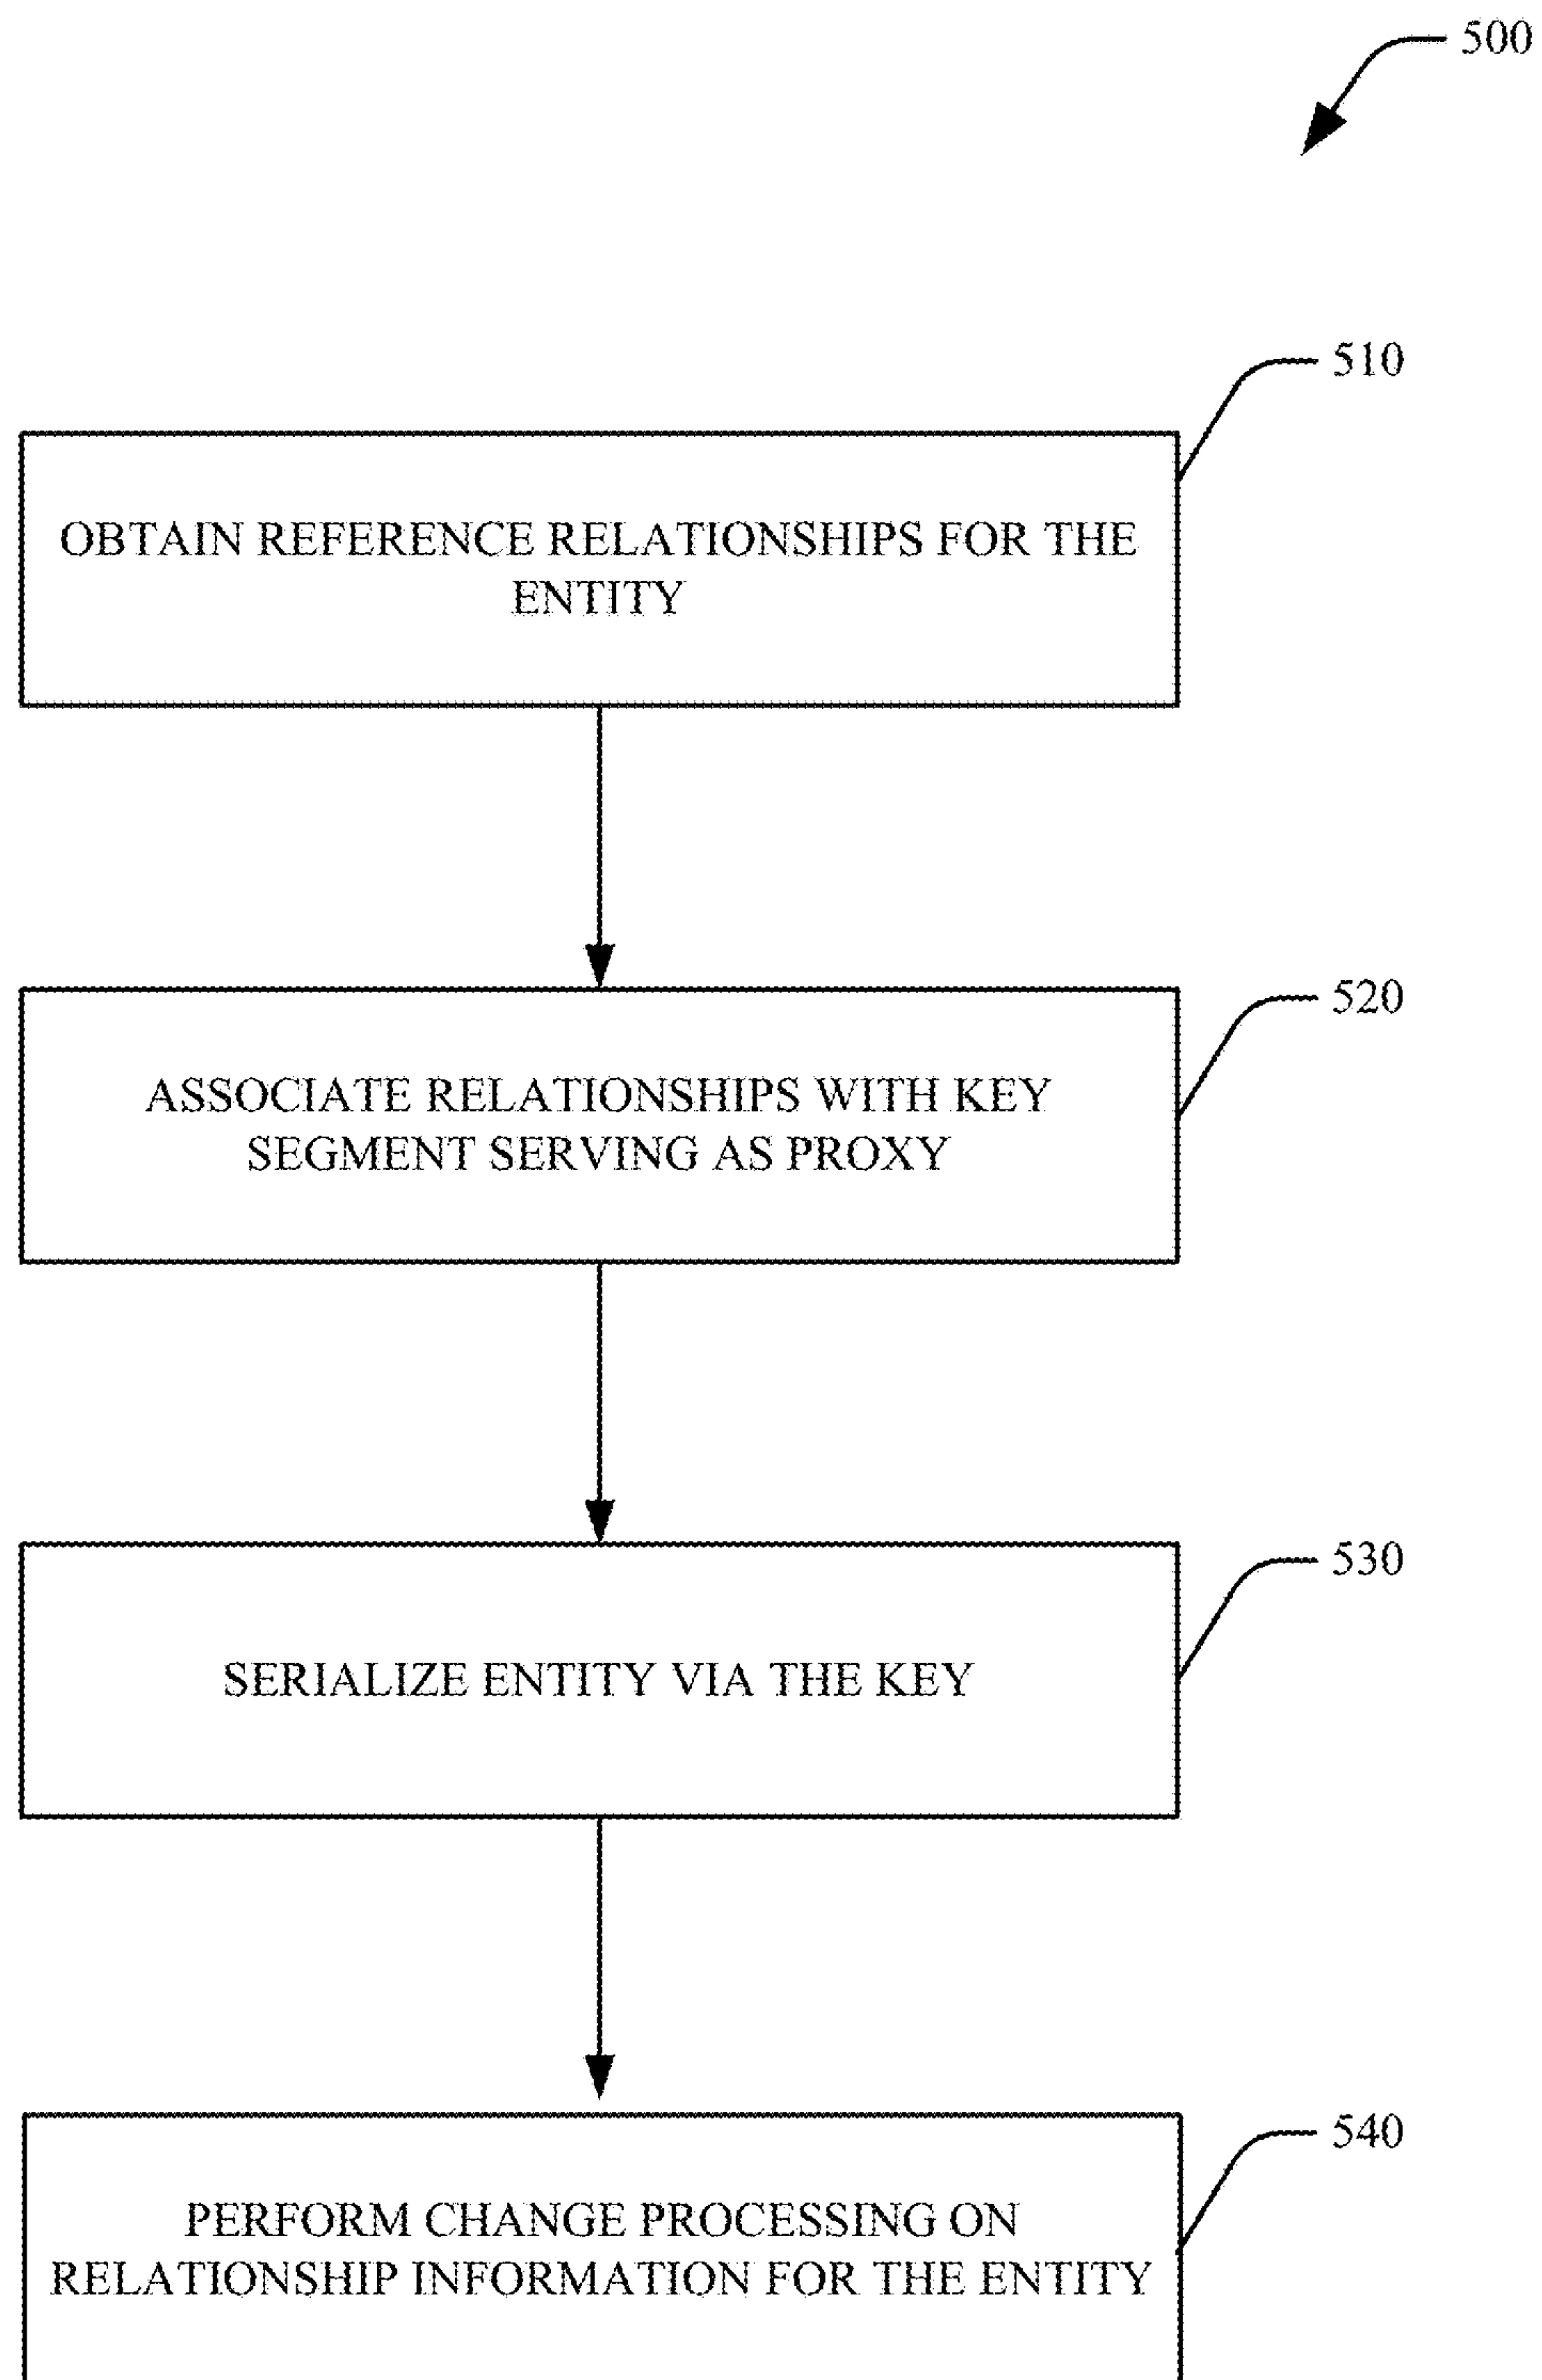 500
510
OBTAIN REFERENCE RELATIONSHIPS FOR THE
ENTITY
520
ASSOCIATE RELATIONSHIPS WITH KEY
SEGMENT SERVING AS PROXY
530
SERIALIZE ENTITY VIA THE KEY
540
PERFORM CHANGE PROCESSING ON
RELATIONSHIP INFORMATION FOR THE ENTITY